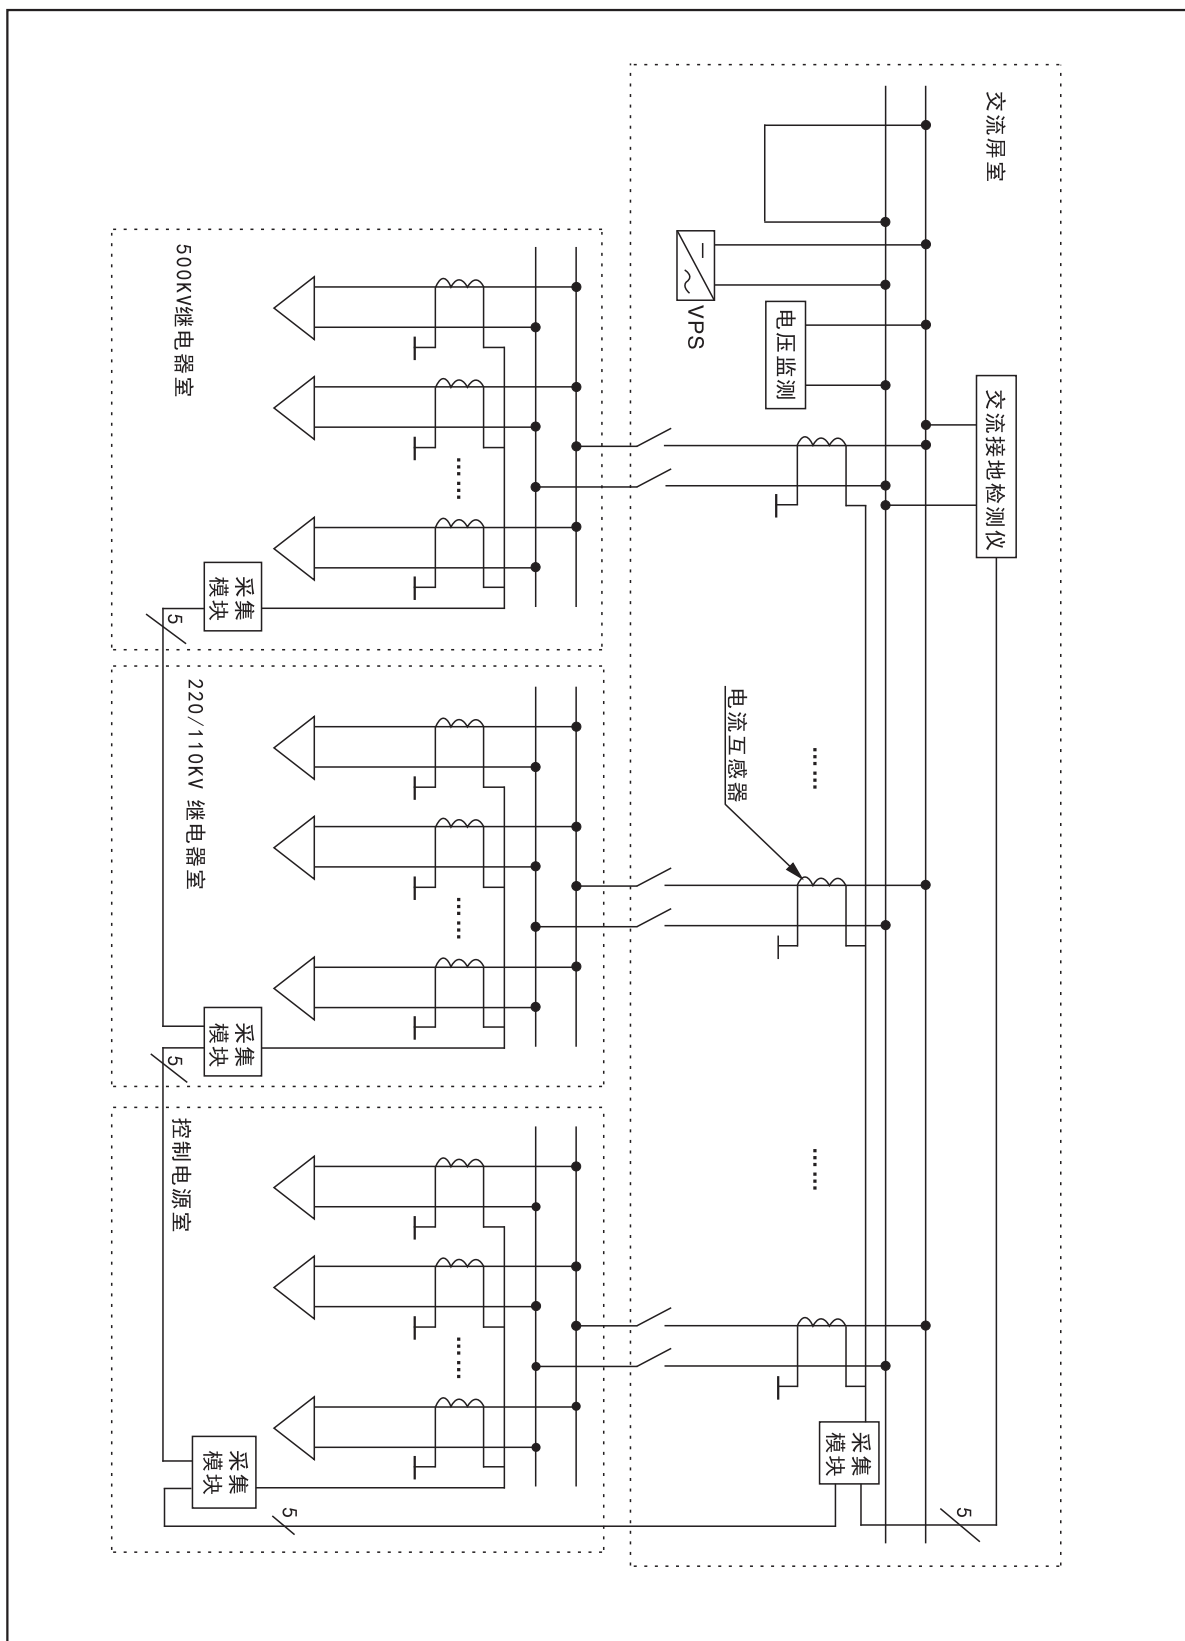 交流屏室
交流接地检测仪
电压监测
VPS
电流互感器
......
......
采集
模块
5
500KV继电器室
......
采集
模块
5
220/110KV 继电器室
......
采集
模块
5
控制电源室
......
采集
模块
5